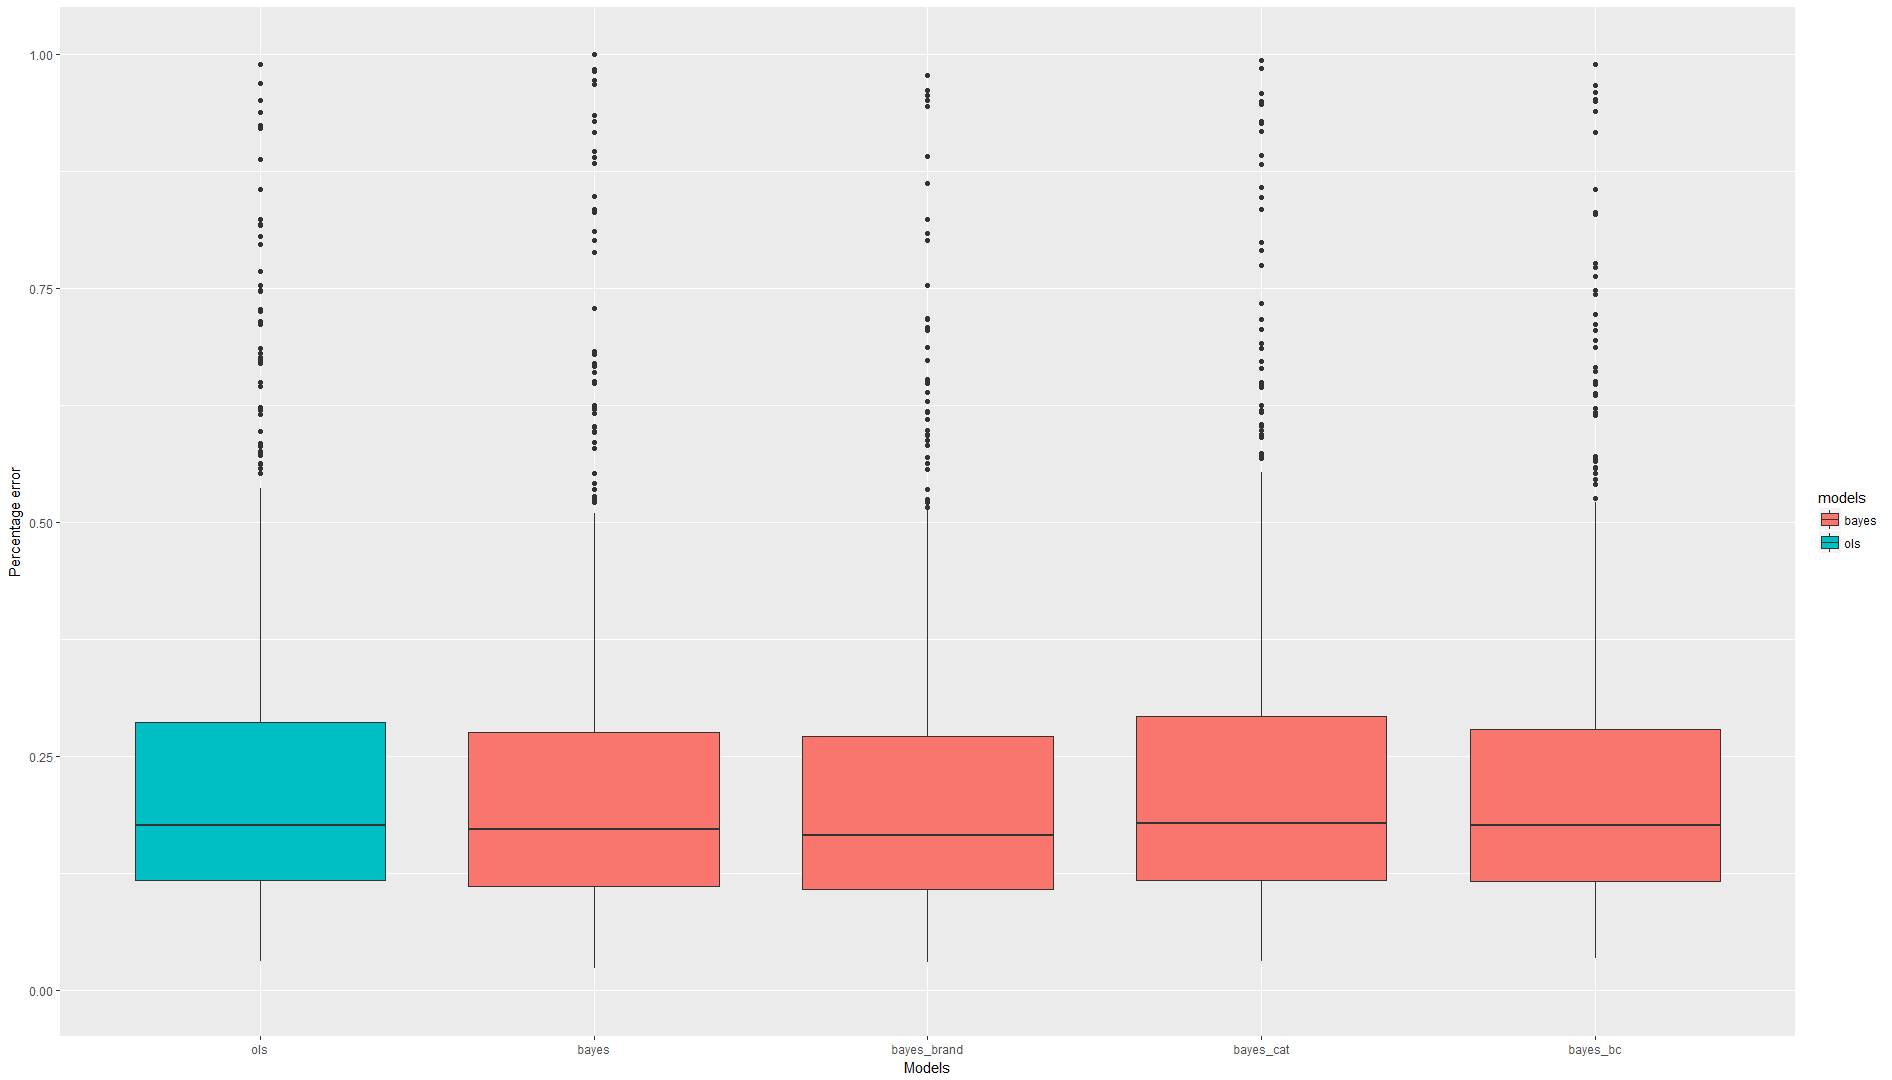 1.00
0.75
0.50
0.25
0.00
Percentage error
ols
bayes
bayes_brand
bayes_cat
bayes_bc
Models
models
bayes
ols